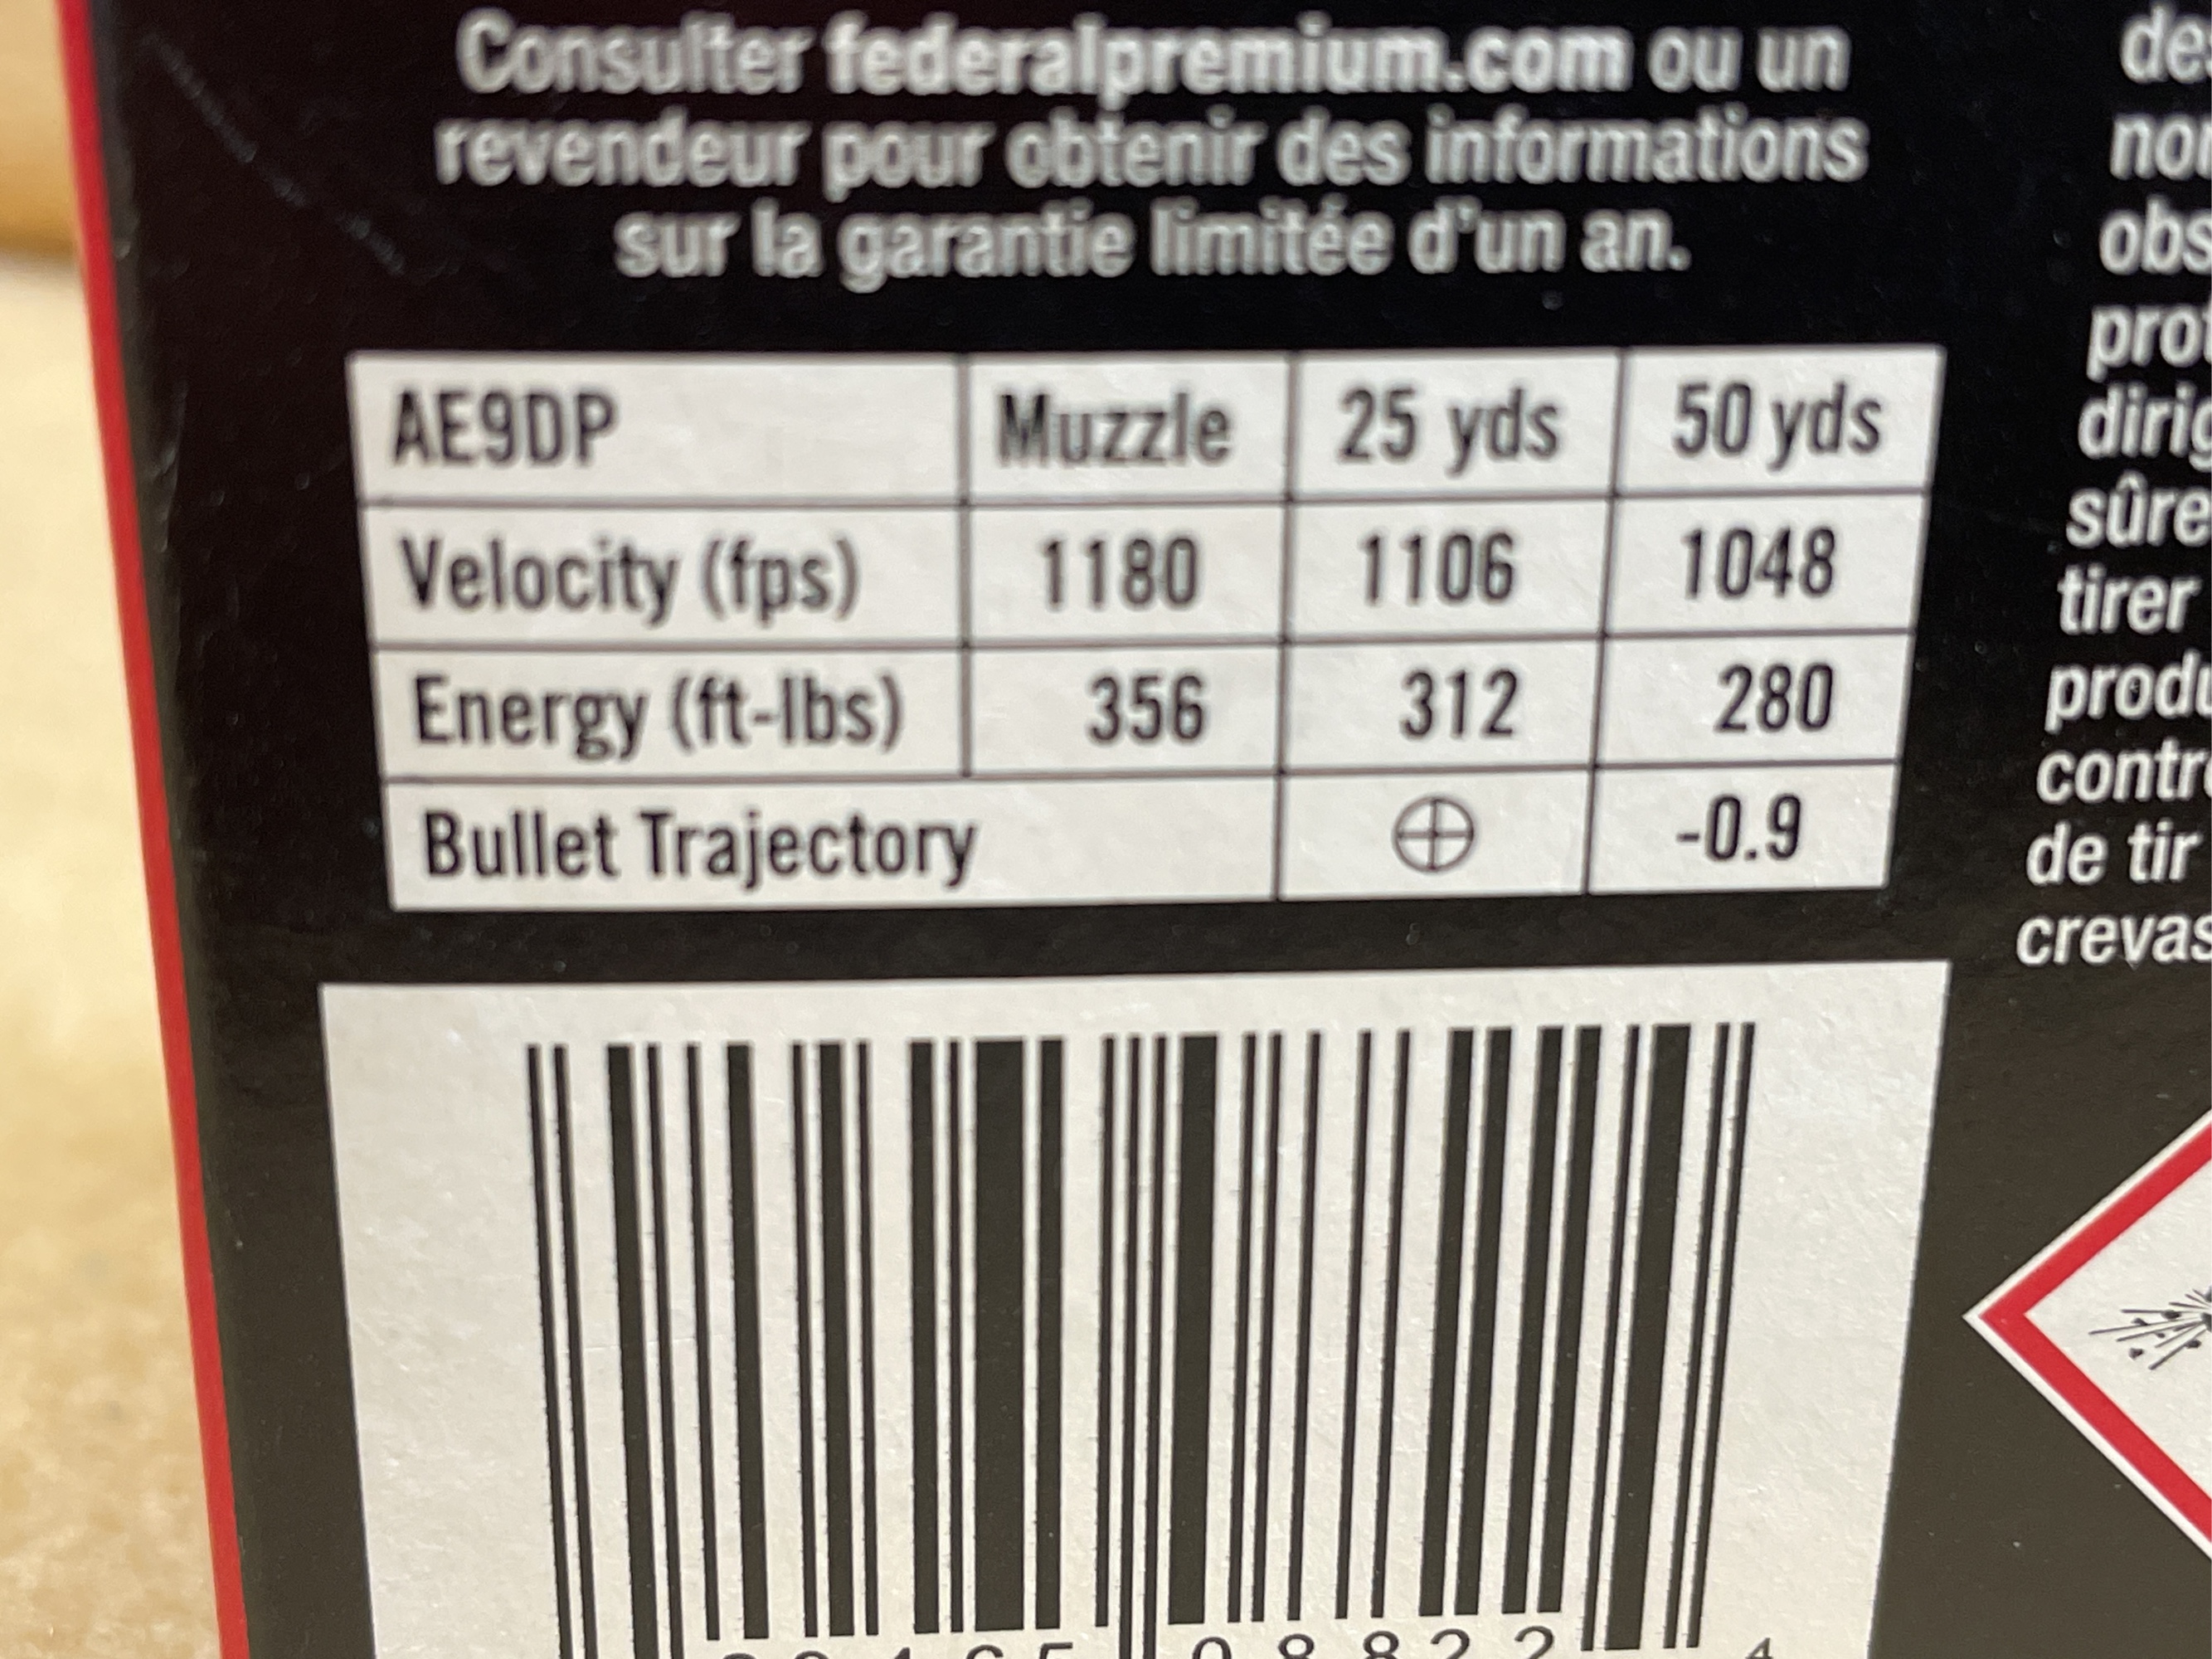 Consulter federalpremium.com ou un
revendeur pour obtenir des informations
sur la garantie limitée d'un an.
AE9DP Muzzle 25 yds 50 yds
Velocity (fps) 1180 1106 1048
Energy (ft-lbs) 356 312 280
Bullet Trajectory ⊕ -0.9
08822 4
tirer
de tir